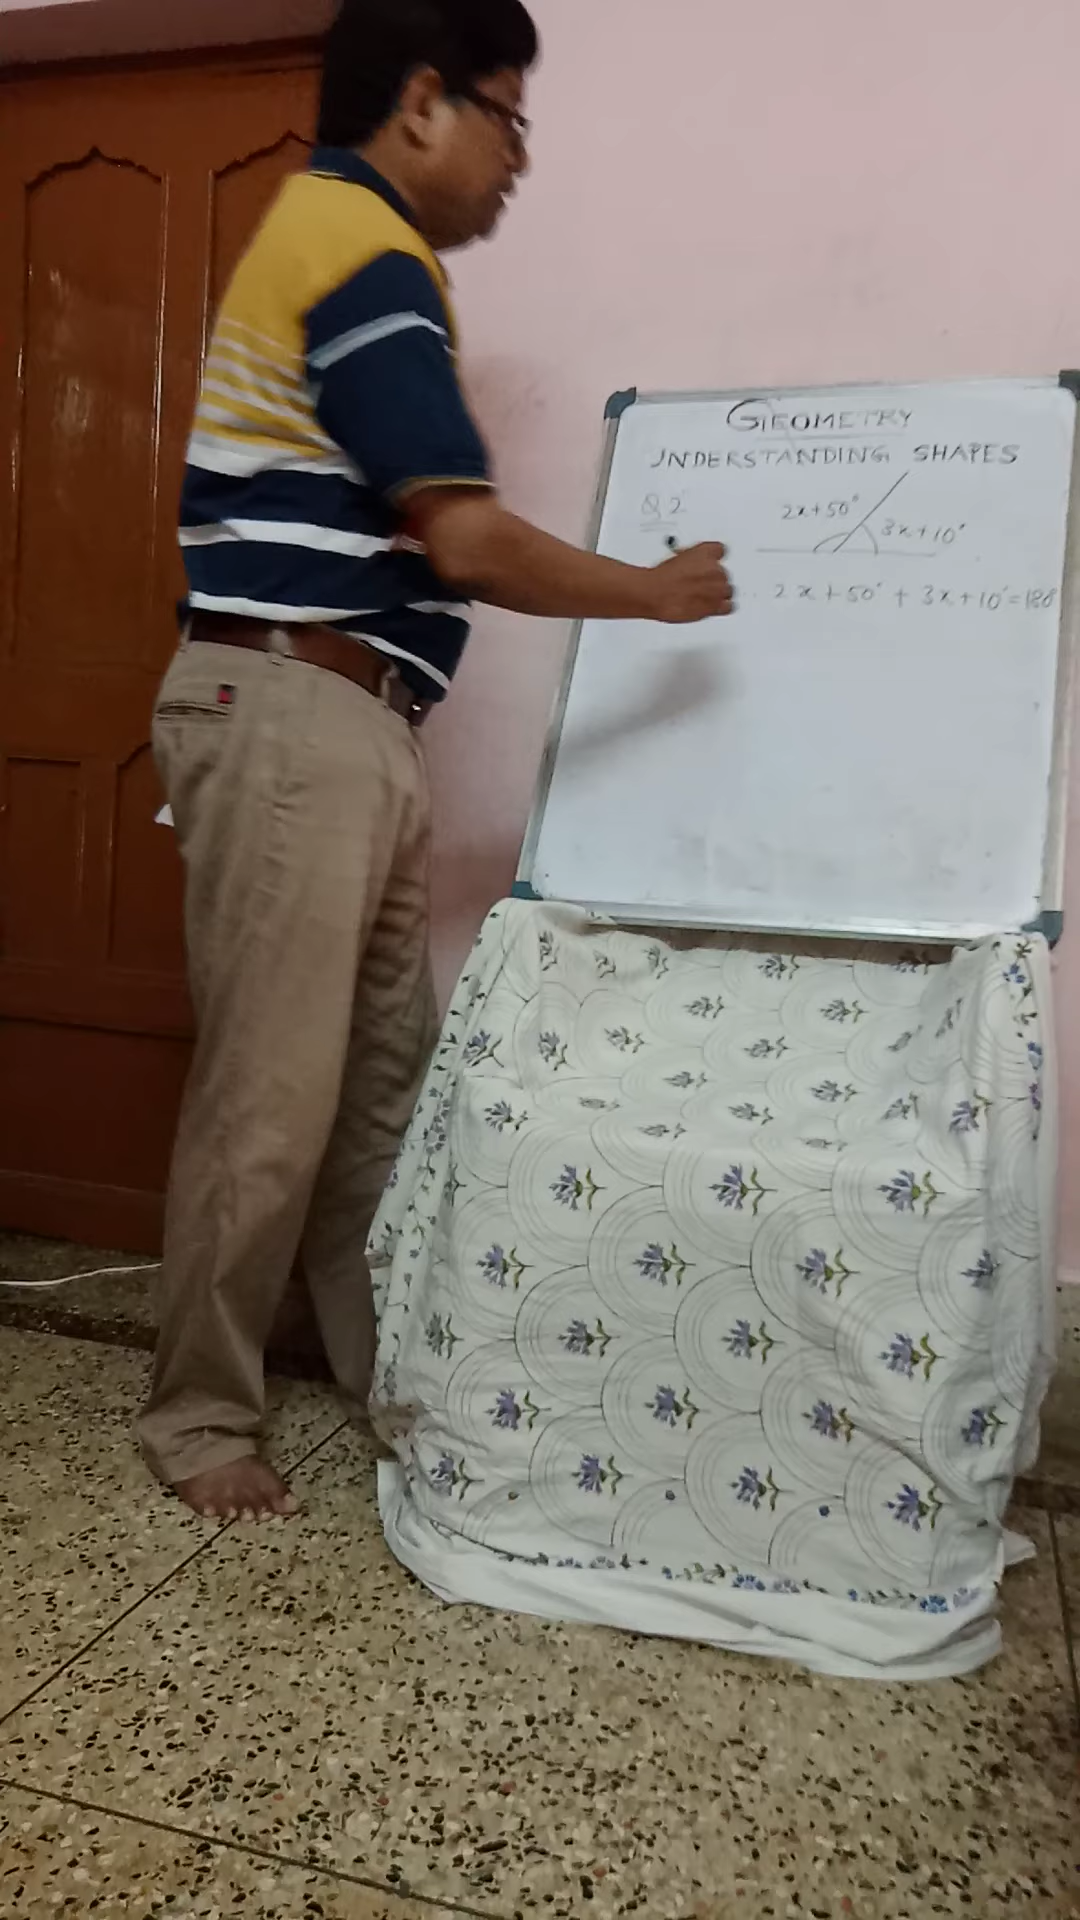 GEOMETRY
UNDERSTANDING SHAPES
Q2
2x+50°
3x+10°
∴ 2x+50°+3x+10°=180